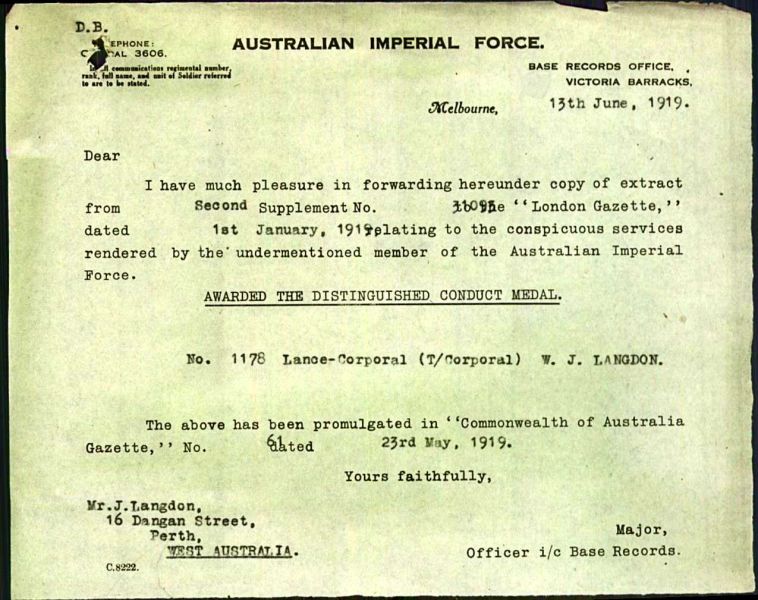 D.B.
AUSTRALIAN IMPERIAL FORCE.
EPHONE:
AL 3606.
communications regimental number,
rank, full name, and unit of Soldier referred
to are to be stated.
BASE RECORDS OFFICE,
VICTORIA BARRACKS,
Melbourne, 13th June, 1919.
Dear
I have much pleasure in forwarding hereunder copy of extract
from Second Supplement No. to the "London Gazette,"
dated 1st January, 1919 relating to the conspicuous services
rendered by the undermentioned member of the Australian Imperial
Force.
AWARDED THE DISTINGUISHED CONDUCT MEDAL.
No. 1178 Lance-Corporal (T/Corporal) W. J. LANGDON.
The above has been promulgated in "Commonwealth of Australia
Gazette," No. 61 dated 23rd May, 1919.
Yours faithfully,
Mr.J.Langdon,
16 Dangan Street,
Perth,
WEST AUSTRALIA.
Major,
Officer i/c Base Records.
C.8222.